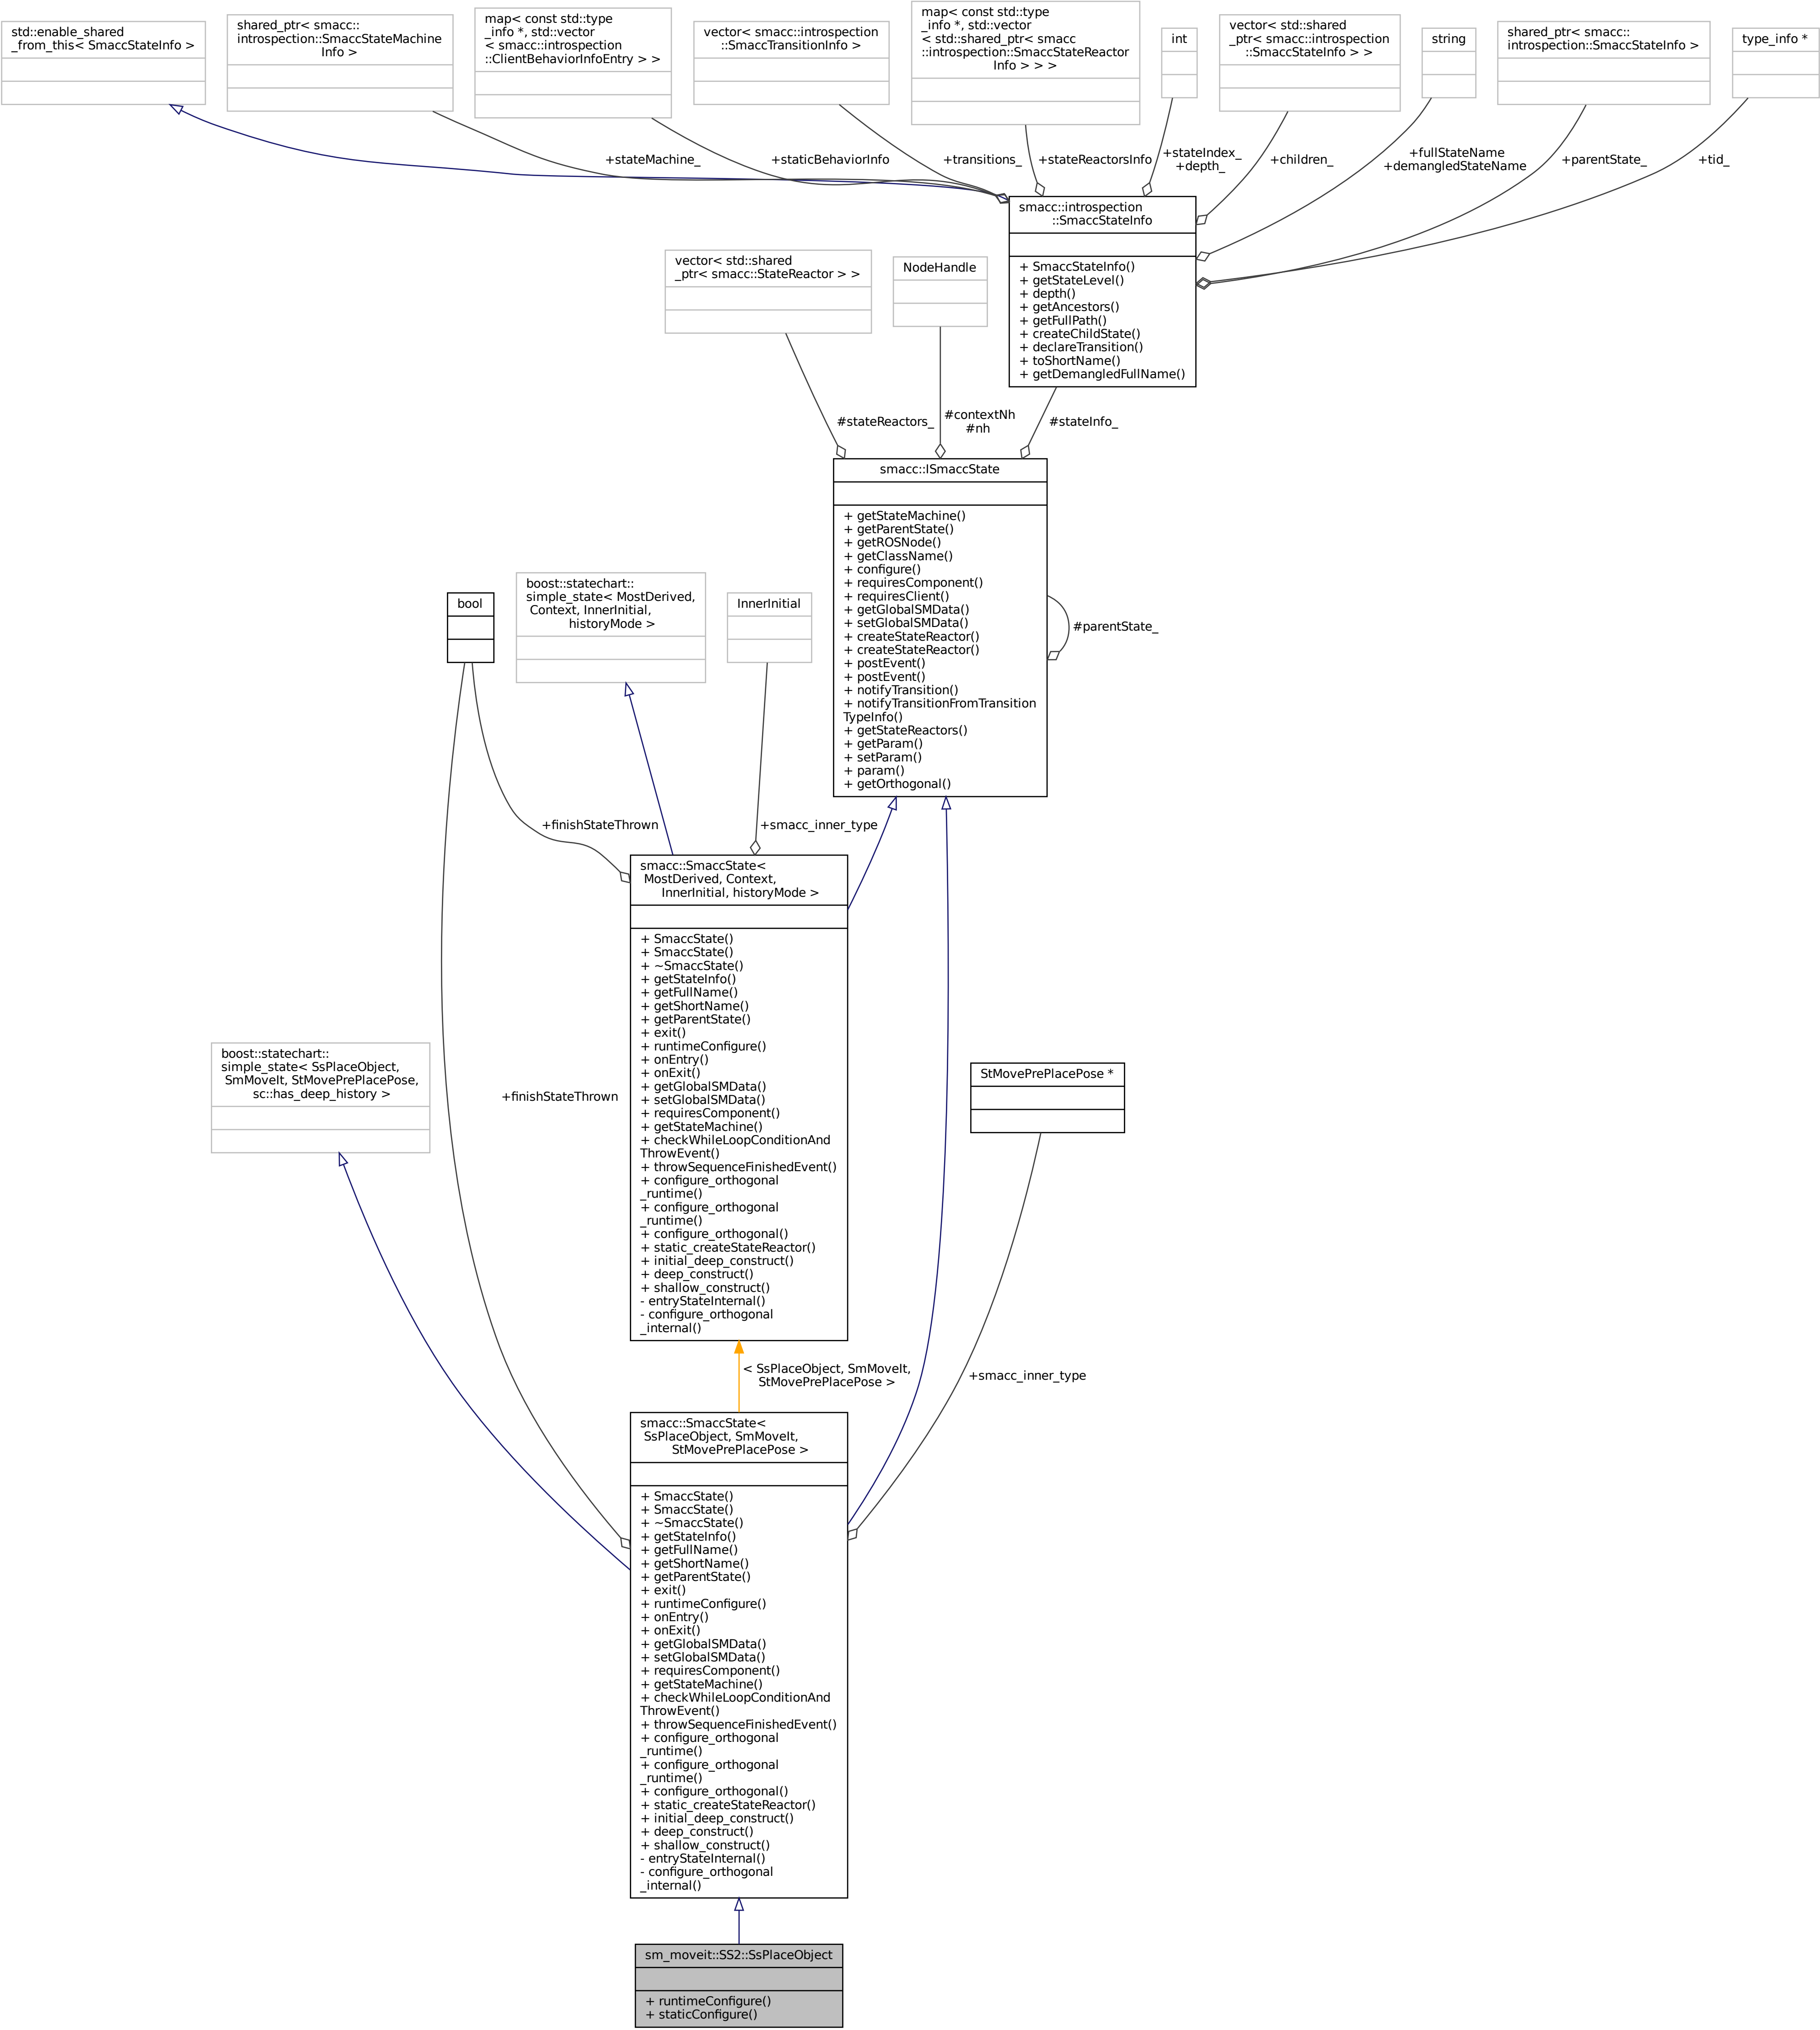 std::enable_shared
_from_this< SmaccStateInfo >
shared_ptr< smacc::
introspection::SmaccStateMachine
Info >
map< const std::type
_info *, std::vector
< smacc::introspection
::ClientBehaviorInfoEntry > >
vector< smacc::introspection
::SmaccTransitionInfo >
map< const std::type
_info *, std::vector
< std::shared_ptr< smacc
::introspection::SmaccStateReactor
Info > > >
int
vector< std::shared
_ptr< smacc::introspection
::SmaccStateInfo > >
string
shared_ptr< smacc::
introspection::SmaccStateInfo >
type_info *
+stateMachine_
+staticBehaviorInfo
+transitions_
+stateReactorsInfo
+stateIndex_
+depth_
+children_
+fullStateName
+demangledStateName
+parentState_
+tid_
smacc::introspection
::SmaccStateInfo
+ SmaccStateInfo()
+ getStateLevel()
+ depth()
+ getAncestors()
+ getFullPath()
+ createChildState()
+ declareTransition()
+ toShortName()
+ getDemangledFullName()
vector< std::shared
_ptr< smacc::StateReactor > >
NodeHandle
#stateReactors_
#contextNh
#nh
#stateInfo_
smacc::ISmaccState
+ getStateMachine()
+ getParentState()
+ getROSNode()
+ getClassName()
+ configure()
+ requiresComponent()
+ requiresClient()
+ getGlobalSMData()
+ setGlobalSMData()
+ createStateReactor()
+ createStateReactor()
+ postEvent()
+ postEvent()
+ notifyTransition()
+ notifyTransitionFromTransition
TypeInfo()
+ getStateReactors()
+ getParam()
+ setParam()
+ param()
+ getOrthogonal()
#parentState_
bool
boost::statechart::
simple_state< MostDerived,
Context, InnerInitial,
historyMode >
InnerInitial
+finishStateThrown
+smacc_inner_type
smacc::SmaccState<
MostDerived, Context,
InnerInitial, historyMode >
+ SmaccState()
+ SmaccState()
+ ~SmaccState()
+ getStateInfo()
+ getFullName()
+ getShortName()
+ getParentState()
+ exit()
+ runtimeConfigure()
+ onEntry()
+ onExit()
+ getGlobalSMData()
+ setGlobalSMData()
+ requiresComponent()
+ getStateMachine()
+ checkWhileLoopConditionAnd
ThrowEvent()
+ throwSequenceFinishedEvent()
+ configure_orthogonal
_runtime()
+ configure_orthogonal
_runtime()
+ configure_orthogonal()
+ static_createStateReactor()
+ initial_deep_construct()
+ deep_construct()
+ shallow_construct()
- entryStateInternal()
- configure_orthogonal
_internal()
boost::statechart::
simple_state< SsPlaceObject,
SmMoveIt, StMovePrePlacePose,
sc::has_deep_history >
+finishStateThrown
StMovePrePlacePose *
< SsPlaceObject, SmMoveIt,
StMovePrePlacePose >
+smacc_inner_type
smacc::SmaccState<
SsPlaceObject, SmMoveIt,
StMovePrePlacePose >
+ SmaccState()
+ SmaccState()
+ ~SmaccState()
+ getStateInfo()
+ getFullName()
+ getShortName()
+ getParentState()
+ exit()
+ runtimeConfigure()
+ onEntry()
+ onExit()
+ getGlobalSMData()
+ setGlobalSMData()
+ requiresComponent()
+ getStateMachine()
+ checkWhileLoopConditionAnd
ThrowEvent()
+ throwSequenceFinishedEvent()
+ configure_orthogonal
_runtime()
+ configure_orthogonal
_runtime()
+ configure_orthogonal()
+ static_createStateReactor()
+ initial_deep_construct()
+ deep_construct()
+ shallow_construct()
- entryStateInternal()
- configure_orthogonal
_internal()
sm_moveit::SS2::SsPlaceObject
+ runtimeConfigure()
+ staticConfigure()